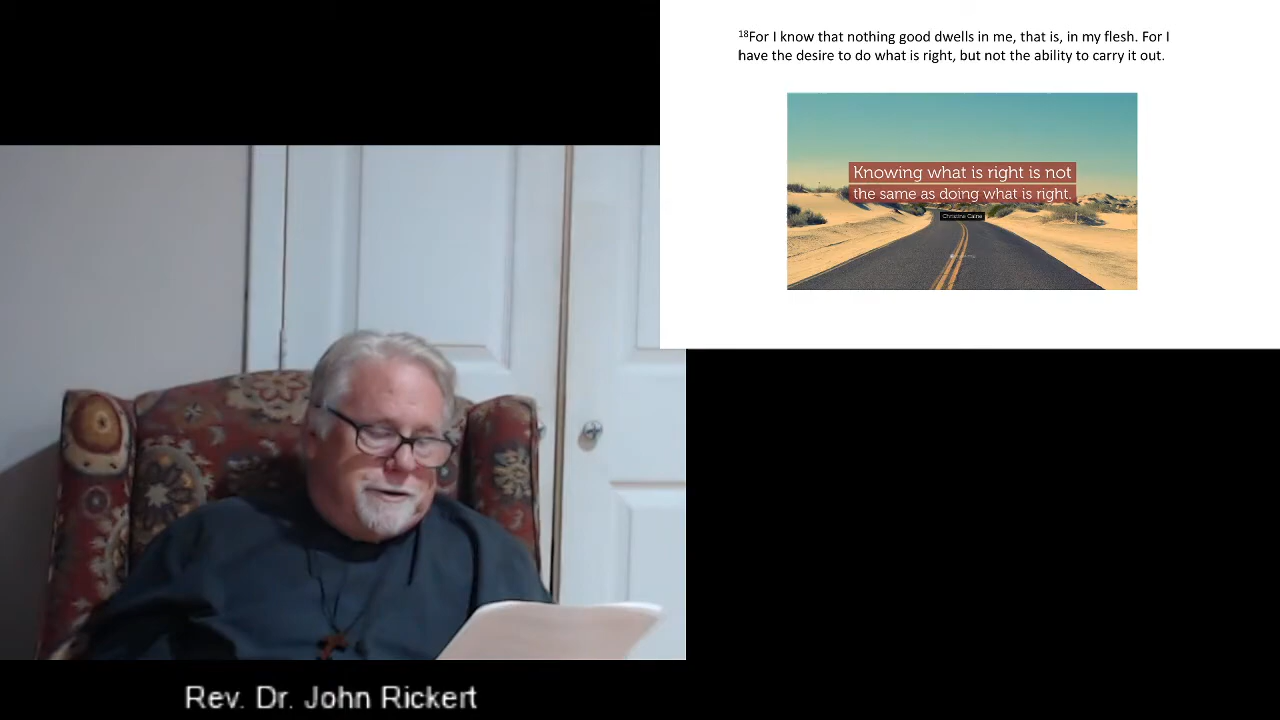 ¹⁸For I know that nothing good dwells in me, that is, in my flesh. For I
have the desire to do what is right, but not the ability to carry it out.
Knowing what is right is not
the same as doing what is right.
Christine Caine
Rev. Dr. John Rickert